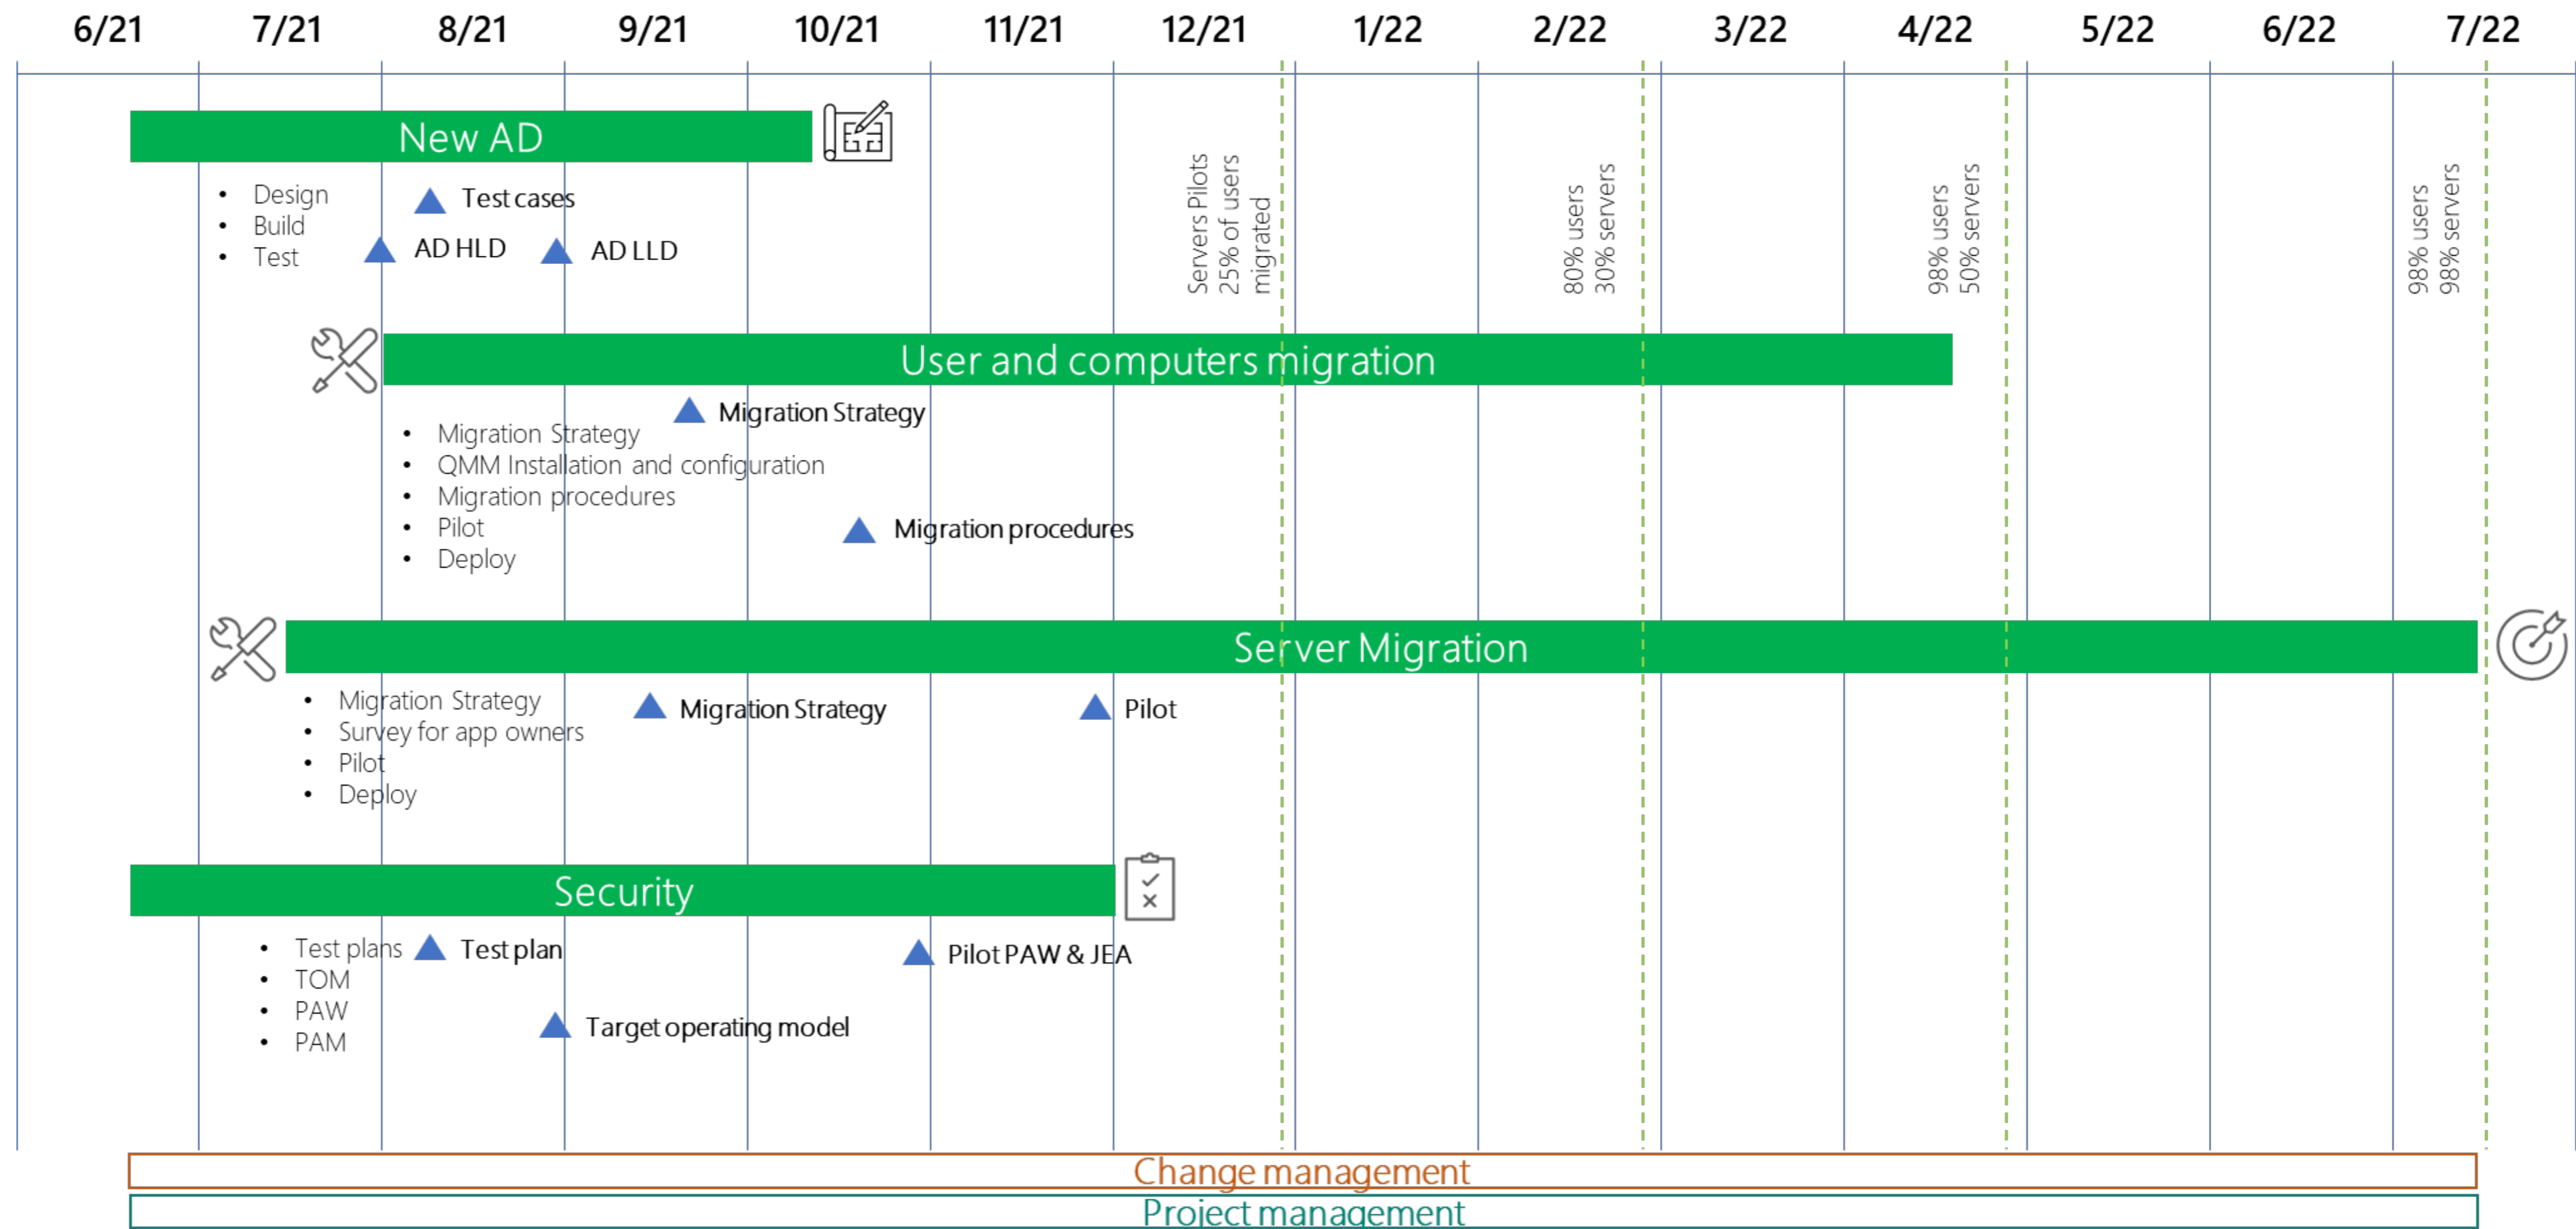 6/21 7/21 8/21 9/21 10/21 11/21 12/21 1/22 2/22 3/22 4/22 5/22 6/22 7/22
New AD
• Design
• Build
• Test
Test cases
AD HLD
AD LLD
Servers Pilots
25% of users
migrated
80% users
30% servers
98% users
50% servers
98% users
98% servers
User and computers migration
Migration Strategy
• Migration Strategy
• QMM Installation and configuration
• Migration procedures
• Pilot
• Deploy
Migration procedures
Server Migration
• Migration Strategy
• Survey for app owners
• Pilot
• Deploy
Migration Strategy
Pilot
Security
• Test plans
• TOM
• PAW
• PAM
Test plan
Pilot PAW & JEA
Target operating model
Change management
Project management